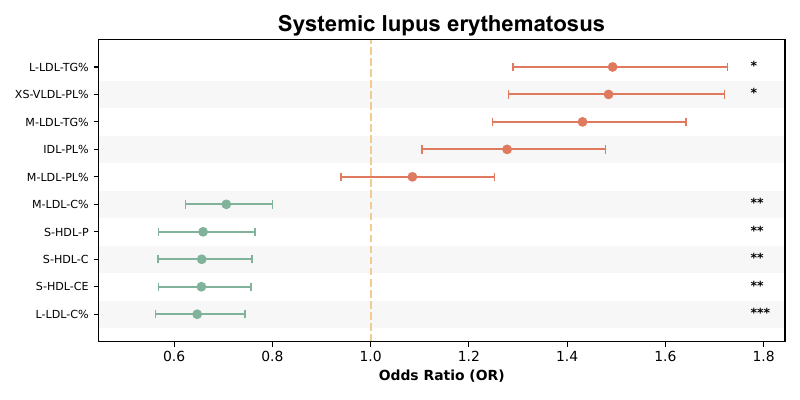 Systemic lupus erythematosus
L-LDL-TG% *
XS-VLDL-PL% *
M-LDL-TG%
IDL-PL%
M-LDL-PL%
M-LDL-C% **
S-HDL-P **
S-HDL-C **
S-HDL-CE **
L-LDL-C% ***
0.6 0.8 1.0 1.2 1.4 1.6 1.8
Odds Ratio (OR)